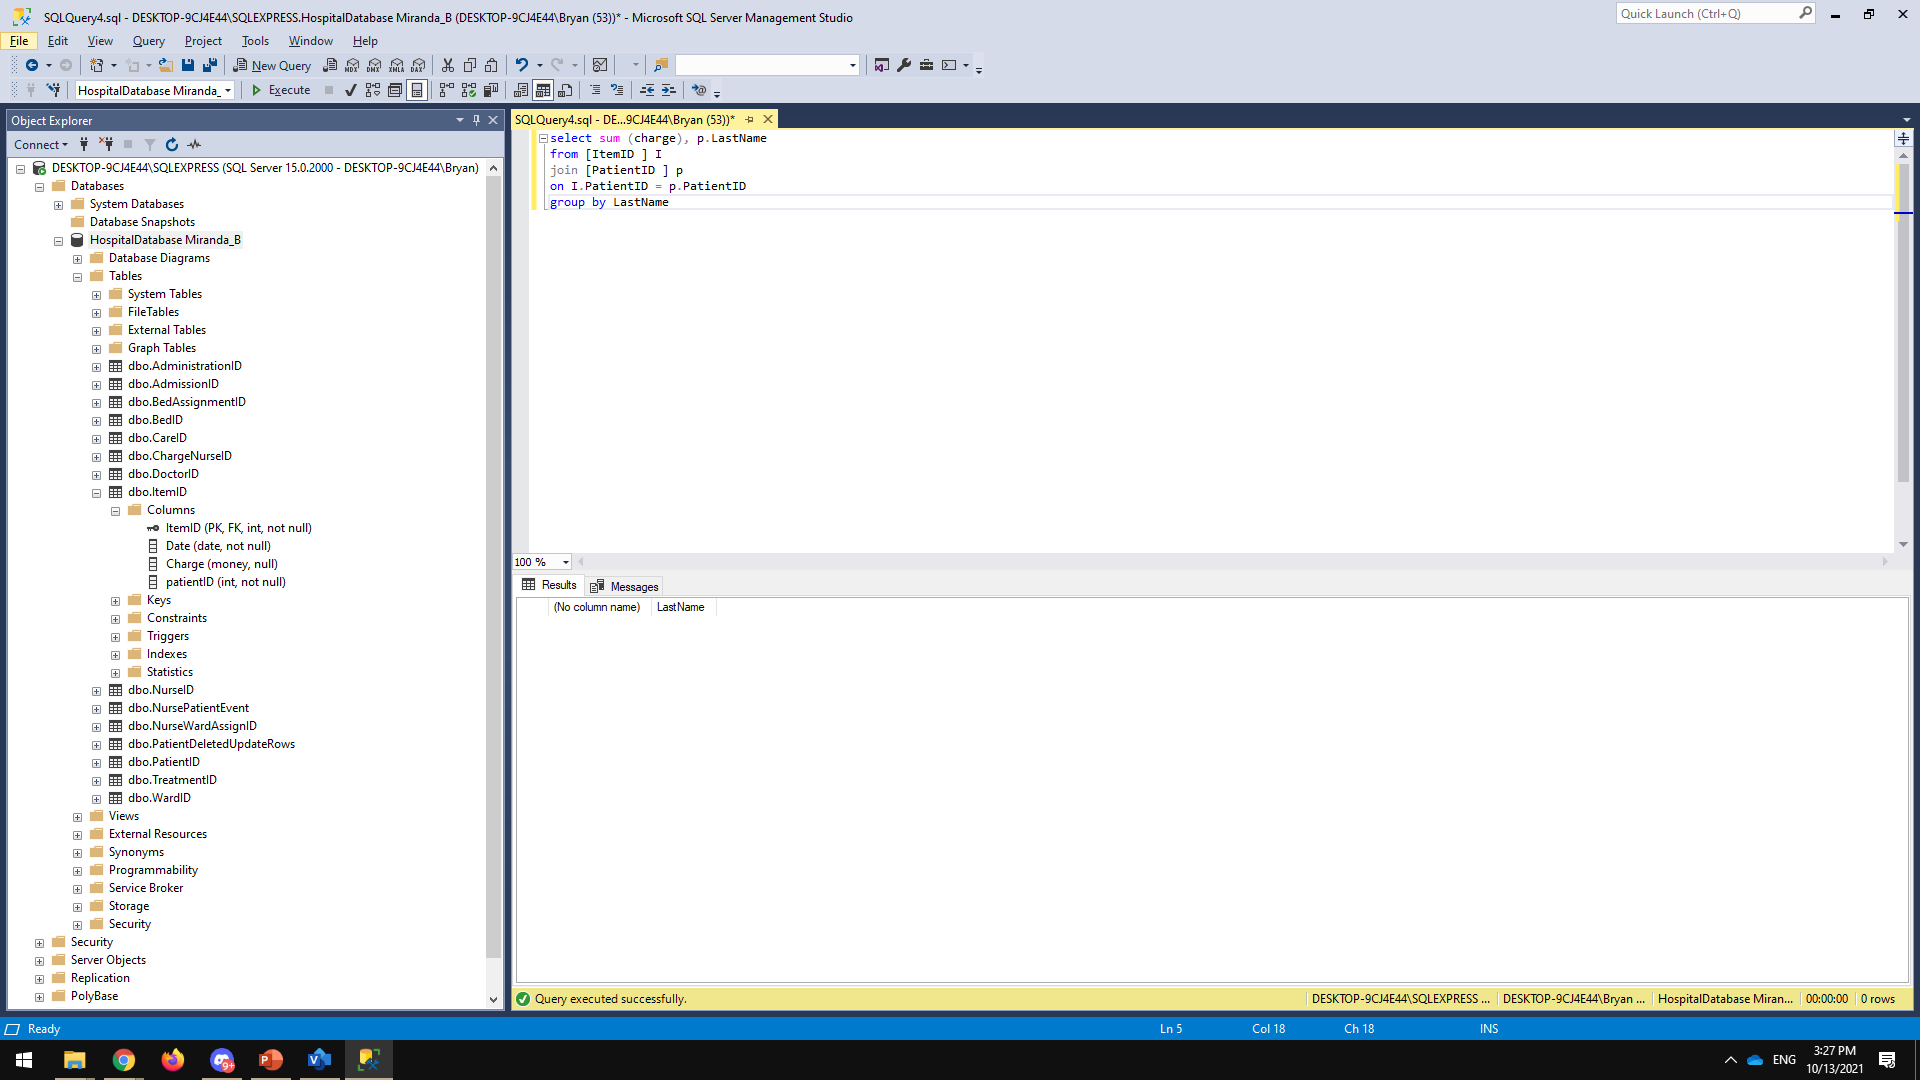 SQLQuery4.sql - DESKTOP-9CJ4E44\SQLEXPRESS.HospitalDatabase Miranda_B (DESKTOP-9CJ4E44\Bryan (53))* - Microsoft SQL Server Management Studio
Quick Launch (Ctrl+Q)
File Edit View Query Project Tools Window Help
New Query
MDX DMX XMLA DAX
HospitalDatabase Miranda_
Execute
Object Explorer
Connect
DESKTOP-9CJ4E44\SQLEXPRESS (SQL Server 15.0.2000 - DESKTOP-9CJ4E44\Bryan)
Databases
System Databases
Database Snapshots
HospitalDatabase Miranda_B
Database Diagrams
Tables
System Tables
FileTables
External Tables
Graph Tables
dbo.AdministrationID
dbo.AdmissionID
dbo.BedAssignmentID
dbo.BedID
dbo.CareID
dbo.ChargeNurseID
dbo.DoctorID
dbo.ItemID
Columns
ItemID (PK, FK, int, not null)
Date (date, not null)
Charge (money, null)
patientID (int, not null)
Keys
Constraints
Triggers
Indexes
Statistics
dbo.NurseID
dbo.NursePatientEvent
dbo.NurseWardAssignID
dbo.PatientDeletedUpdateRows
dbo.PatientID
dbo.TreatmentID
dbo.WardID
Views
External Resources
Synonyms
Programmability
Service Broker
Storage
Security
Security
Server Objects
Replication
PolyBase
SQLQuery4.sql - DE...9CJ4E44\Bryan (53))*
select sum (charge), p.LastName
from [ItemID ] I
join [PatientID ] p
on I.PatientID = p.PatientID
group by LastName
100 %
Results Messages
(No column name) LastName
Query executed successfully.
DESKTOP-9CJ4E44\SQLEXPRESS ... DESKTOP-9CJ4E44\Bryan ... HospitalDatabase Miran... 00:00:00 0 rows
Ready
Ln 5 Col 18 Ch 18 INS
9+
ENG
3:27 PM
10/13/2021